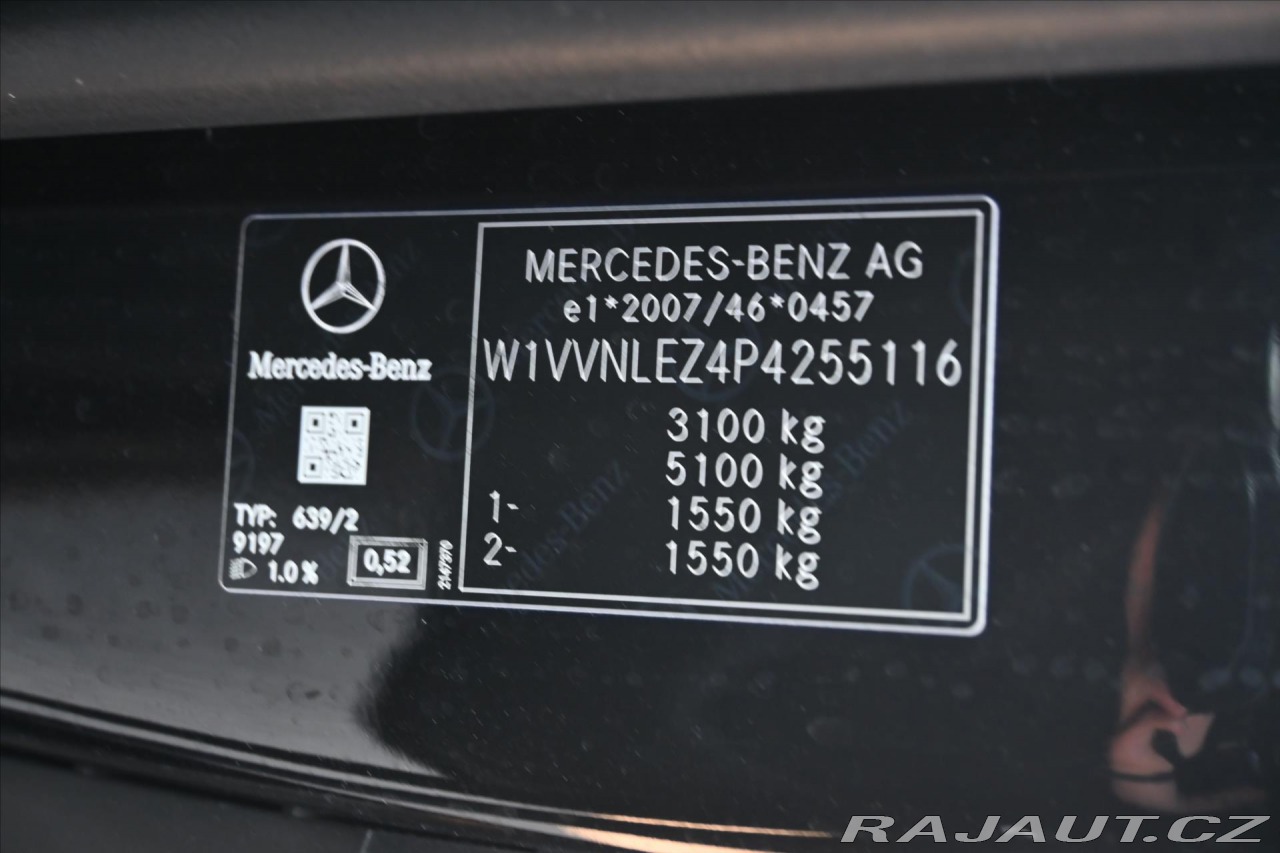 Mercedes-Benz
TYP: 639/2
9197
1.0 %
0,52
2147370
MERCEDES-BENZ AG
e1*2007/46*0457
W1VVNLEZ4P4255116
3100 kg
5100 kg
1- 1550 kg
2- 1550 kg
RAJAUT.CZ